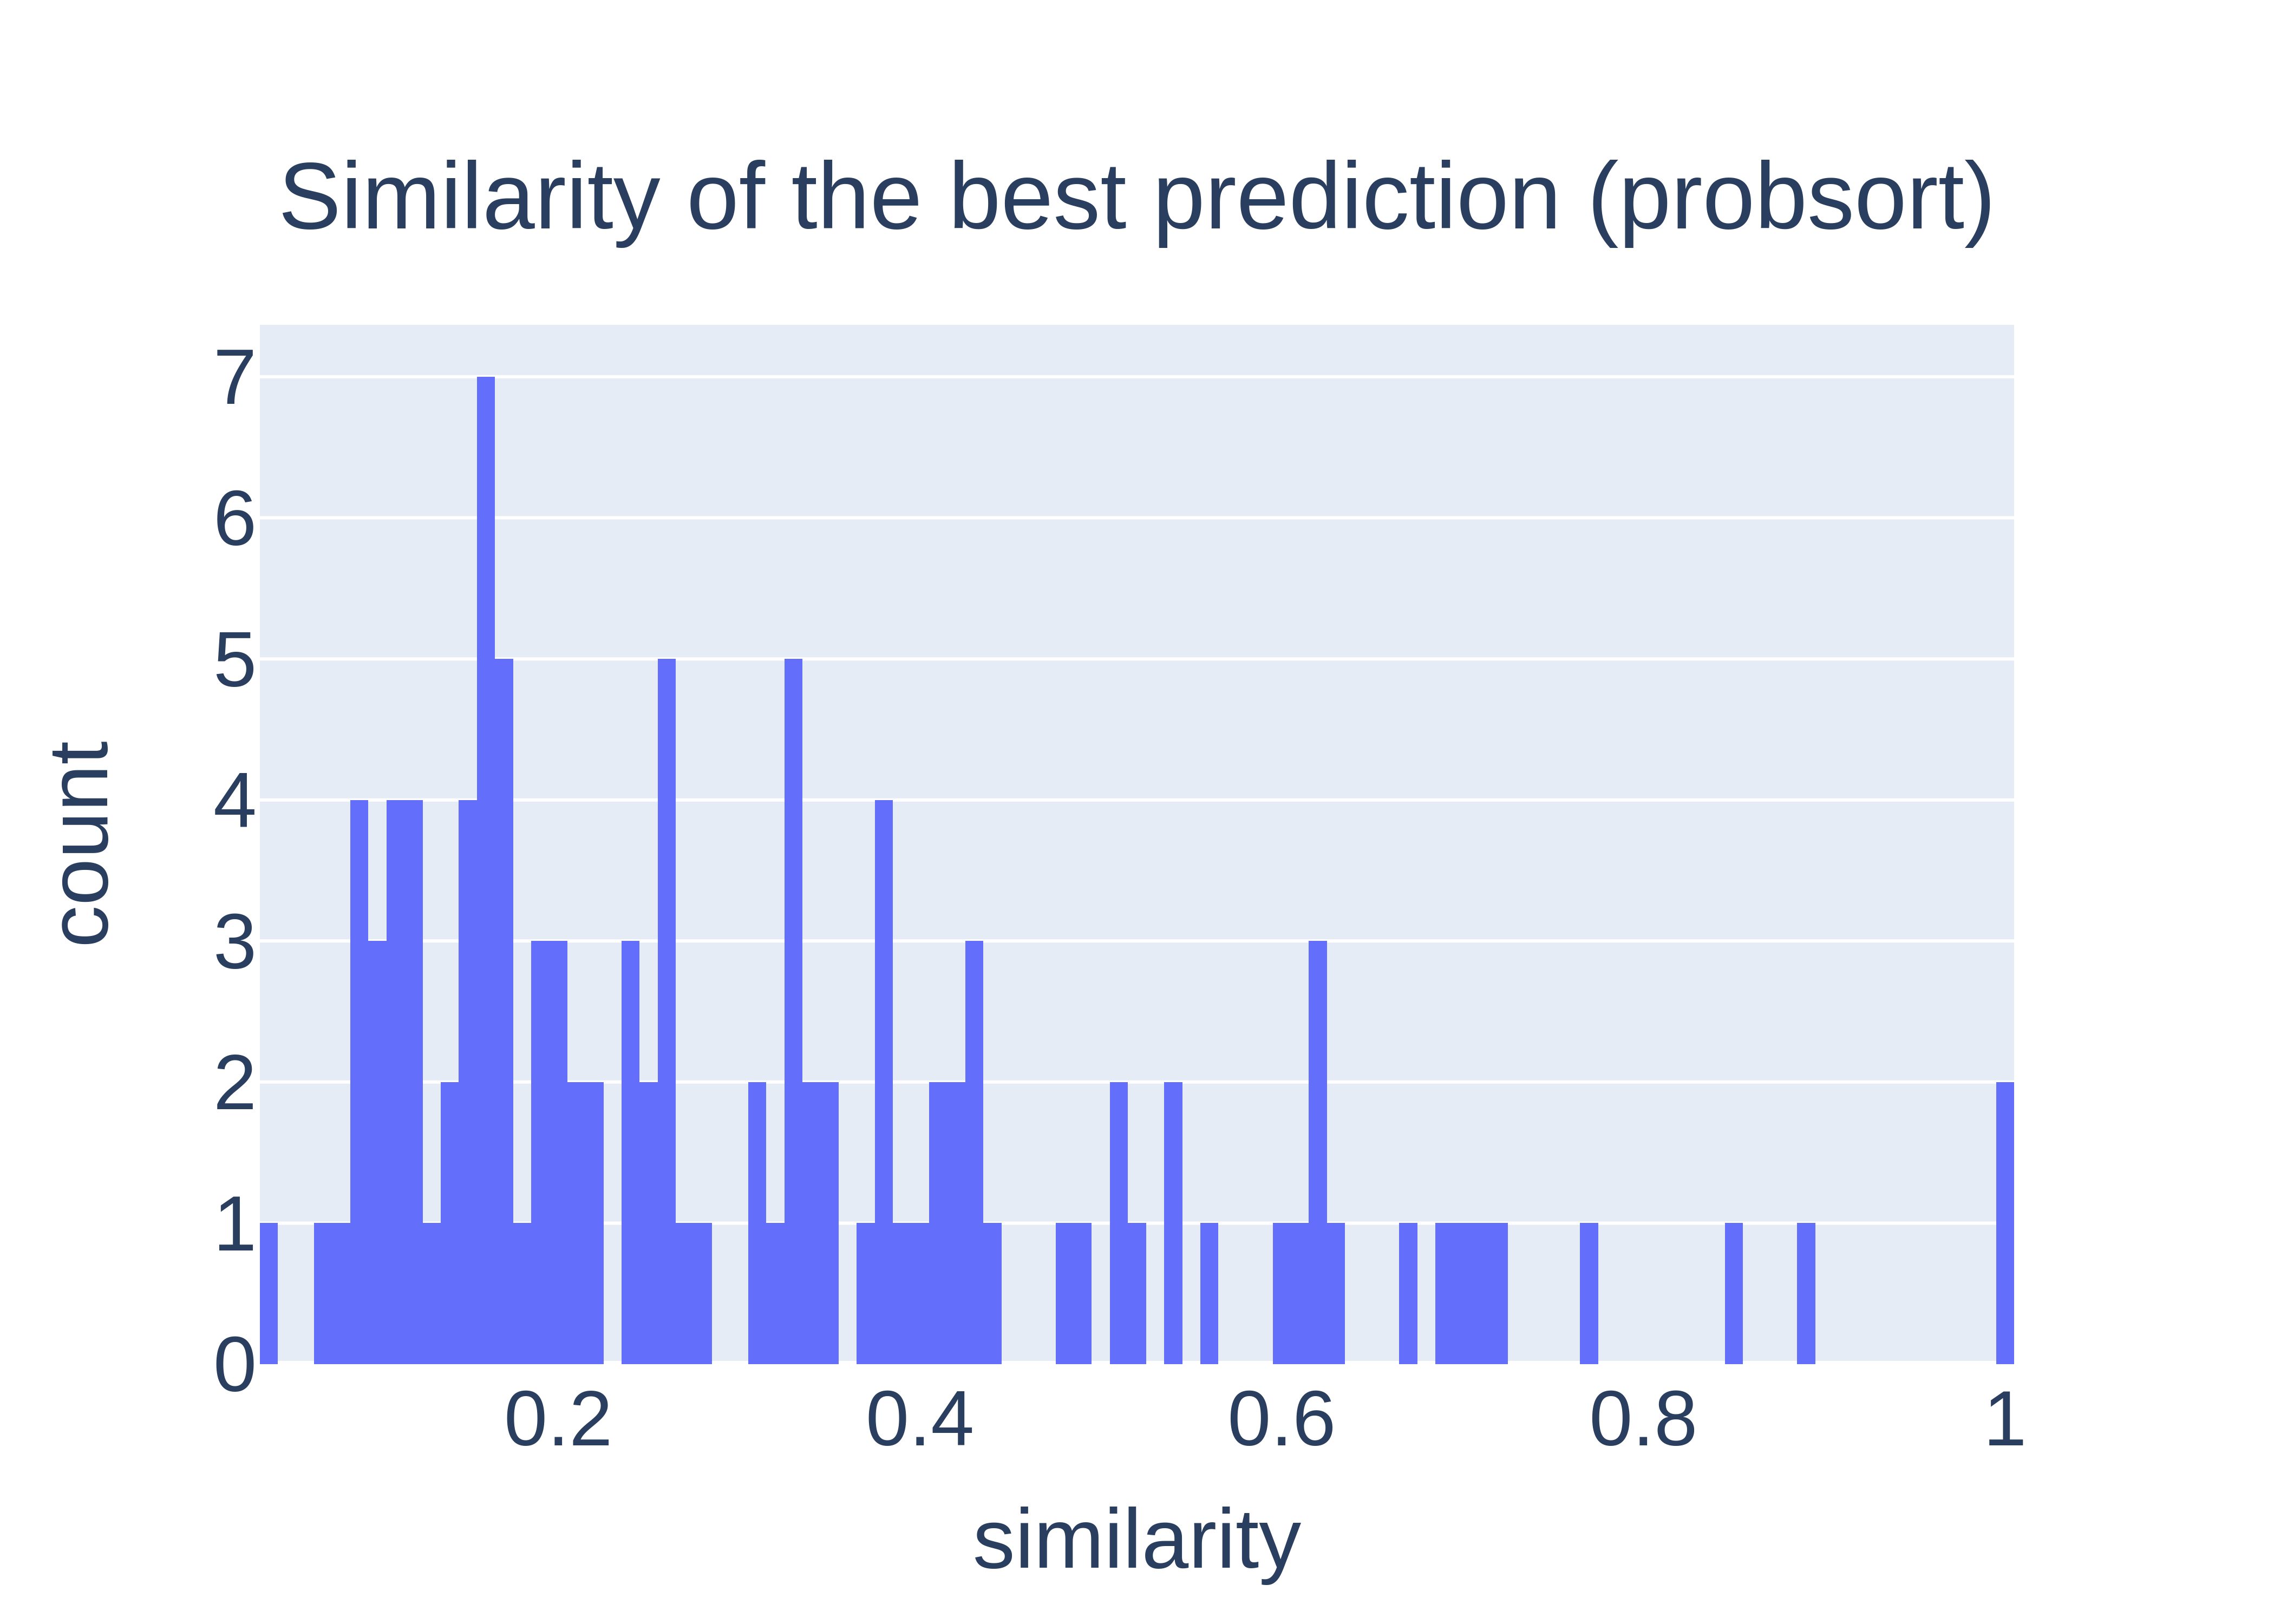 Similarity of the best prediction (probsort)
7
6
5
4
3
2
1
0
count
0.2 0.4 0.6 0.8 1
similarity